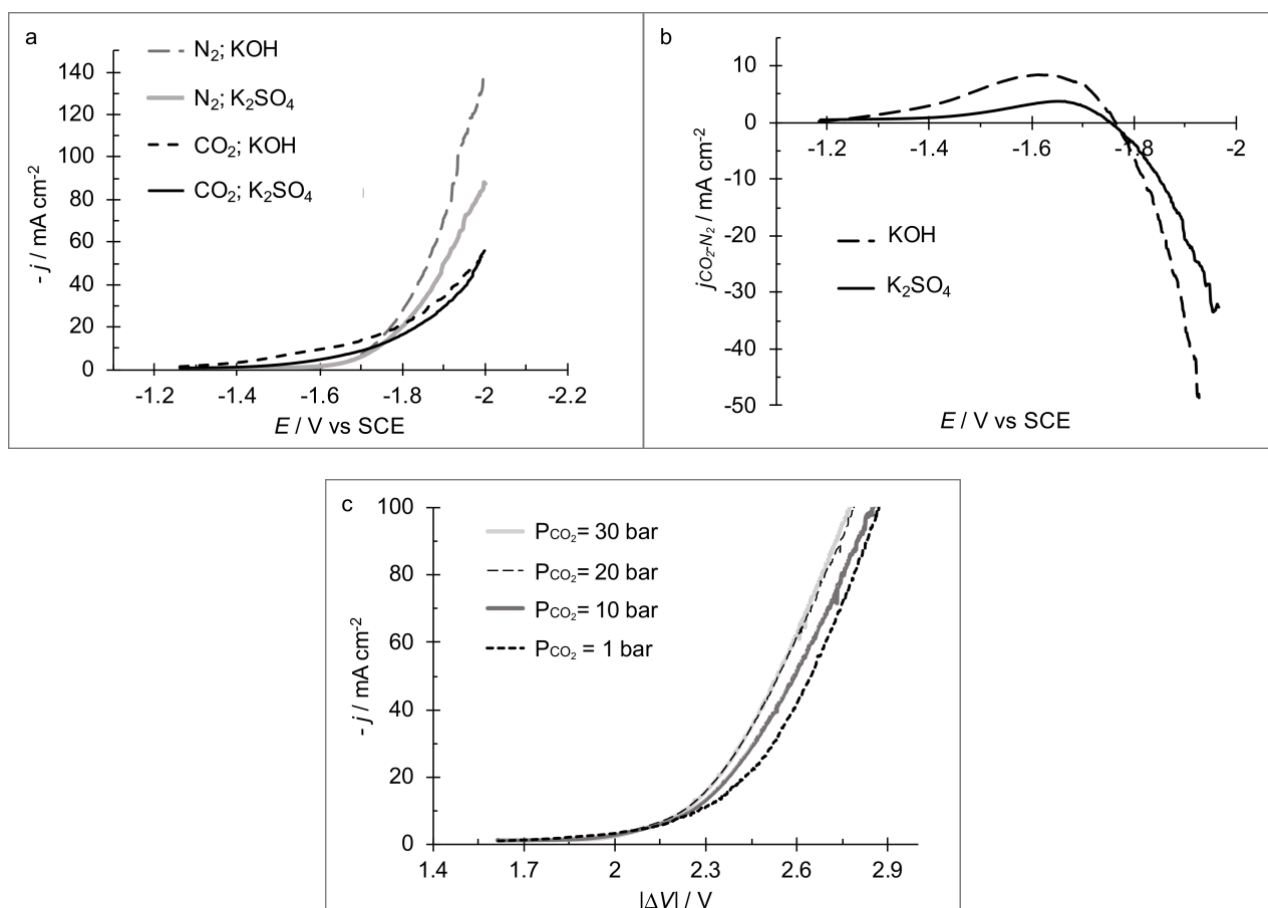 a
N₂; KOH
N₂; K₂SO₄
CO₂; KOH
CO₂; K₂SO₄
- j / mA cm⁻²
140
120
100
80
60
40
20
0
-1.2 -1.4 -1.6 -1.8 -2 -2.2
E / V vs SCE
b
jCO₂-N₂ / mA cm⁻²
10
0
-10
-20
-30
-40
-50
-1.2 -1.4 -1.6 -1.8 -2
KOH
K₂SO₄
E / V vs SCE
c
PCO₂= 30 bar
PCO₂= 20 bar
PCO₂= 10 bar
PCO₂ = 1 bar
- j / mA cm⁻²
100
80
60
40
20
0
1.4 1.7 2 2.3 2.6 2.9
|ΔV| / V